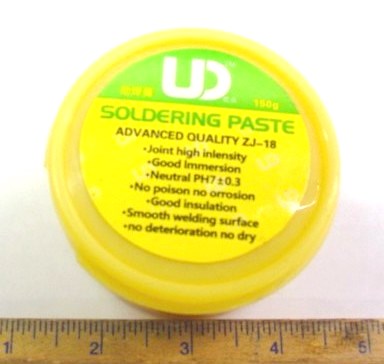 UD
150g
SOLDERING PASTE
ADVANCED QUALITY ZJ-18
•Joint high inlensity
•Good Immersion
•Neutral PH7±0.3
•No poison no orrosion
•Good insulation
•Smooth welding surface
•no deterioration no dry
1 2 3 4 5